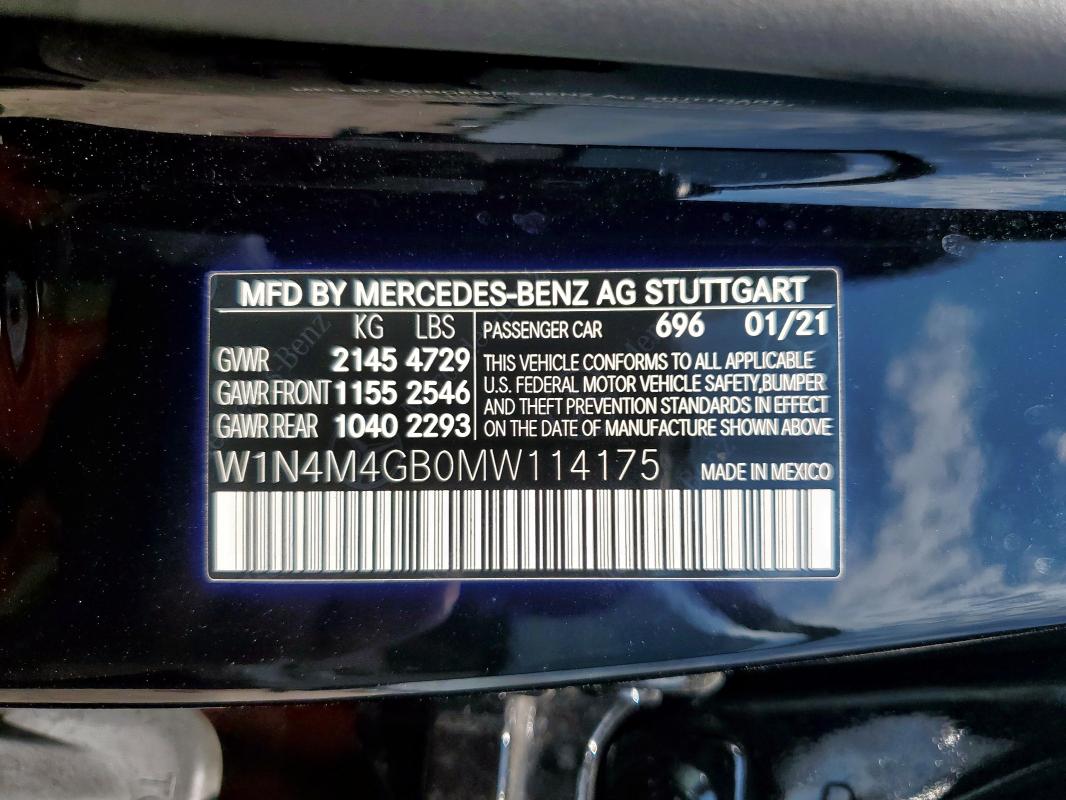 MFD BY MERCEDES-BENZ AG STUTTGART
KG LBS
GWR 2145 4729
GAWR FRONT 1155 2546
GAWR REAR 1040 2293
PASSENGER CAR 696 01/21
THIS VEHICLE CONFORMS TO ALL APPLICABLE
U.S. FEDERAL MOTOR VEHICLE SAFETY,BUMPER
AND THEFT PREVENTION STANDARDS IN EFFECT
ON THE DATE OF MANUFACTURE SHOWN ABOVE
W1N4M4GB0MW114175 MADE IN MEXICO